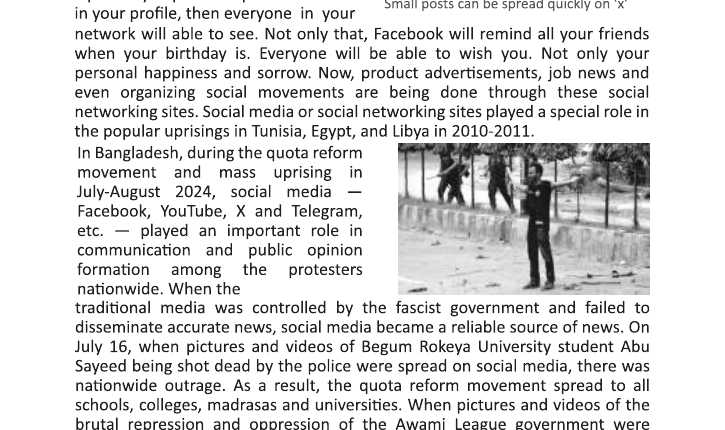 Small posts can be spread quickly on ‘x’
in your profile, then everyone in your
network will able to see. Not only that, Facebook will remind all your friends
when your birthday is. Everyone will be able to wish you. Not only your
personal happiness and sorrow. Now, product advertisements, job news and
even organizing social movements are being done through these social
networking sites. Social media or social networking sites played a special role in
the popular uprisings in Tunisia, Egypt, and Libya in 2010-2011.
In Bangladesh, during the quota reform
movement and mass uprising in
July-August 2024, social media —
Facebook, YouTube, X and Telegram,
etc. — played an important role in
communication and public opinion
formation among the protesters
nationwide. When the
traditional media was controlled by the fascist government and failed to
disseminate accurate news, social media became a reliable source of news. On
July 16, when pictures and videos of Begum Rokeya University student Abu
Sayeed being shot dead by the police were spread on social media, there was
nationwide outrage. As a result, the quota reform movement spread to all
schools, colleges, madrasas and universities. When pictures and videos of the
brutal repression and oppression of the Awami League government were